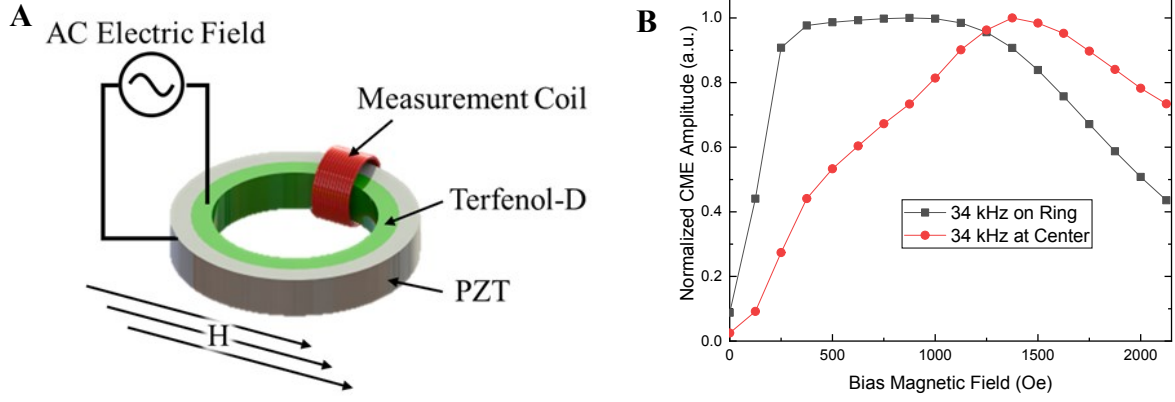 A
AC Electric Field
Measurement Coil
Terfenol-D
PZT
H
B
Normalized CME Amplitude (a.u.)
1.0
0.8
0.6
0.4
0.2
0.0
34 kHz on Ring
34 kHz at Center
0
500
1000
1500
2000
Bias Magnetic Field (Oe)